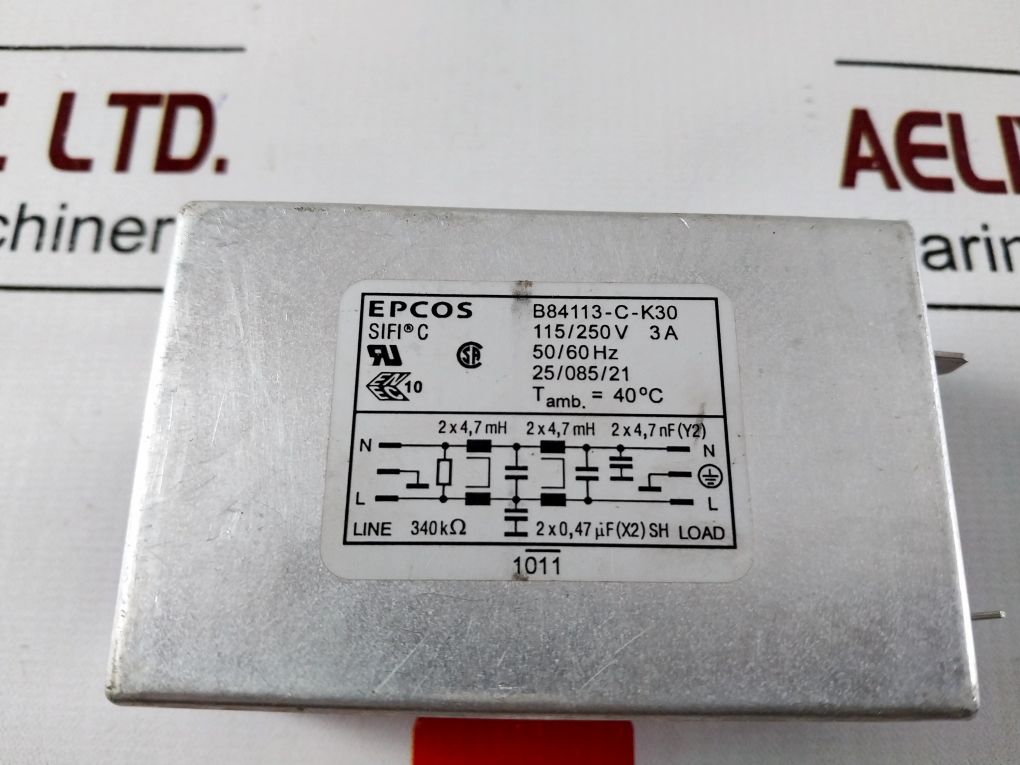 LTD.
AELI
chiner
arin
EPCOS
SIFI® C
B84113-C-K30
115/250 V 3 A
50/60 Hz
25/085/21
Tamb. = 40°C
10
2 x 4,7 mH 2 x 4,7 mH 2 x 4,7 nF (Y2)
N N
L L
LINE 340 kΩ 2 x 0,47 µF (X2) SH LOAD
1011